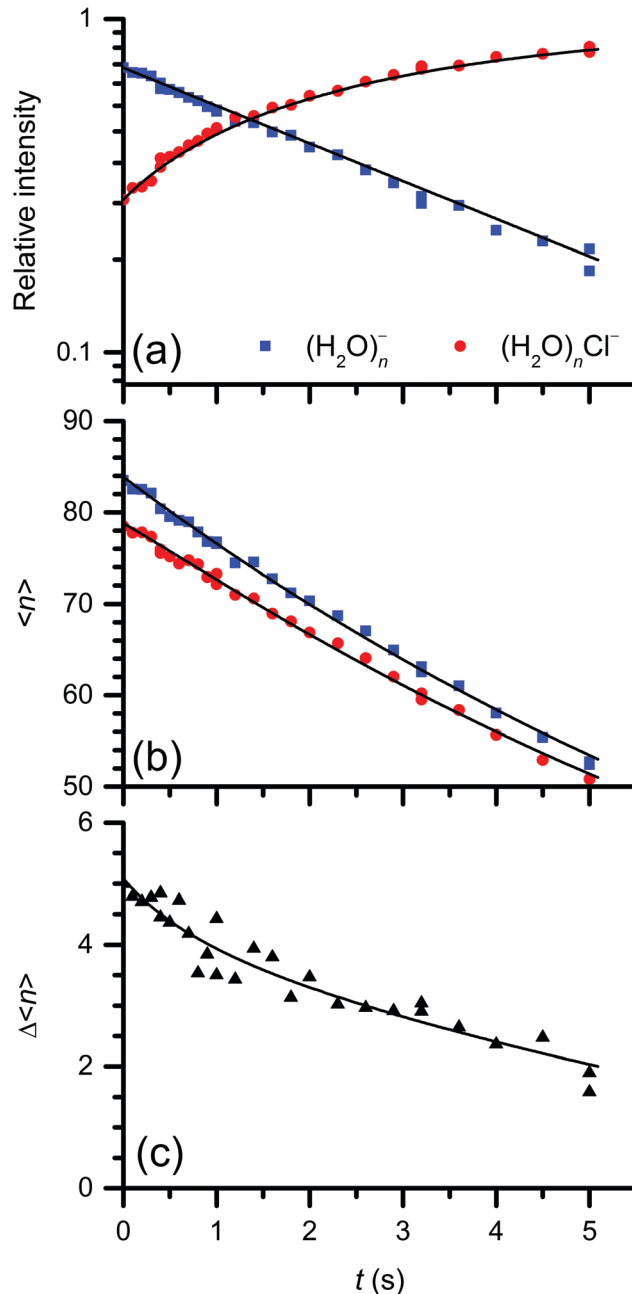 1
Relative intensity
0.1
(a)
(H₂O)ₙ⁻
(H₂O)ₙCl⁻
90
80
70
<n>
60
(b)
50
6
4
Δ<n>
2
(c)
0
0 1 2 3 4 5
t (s)